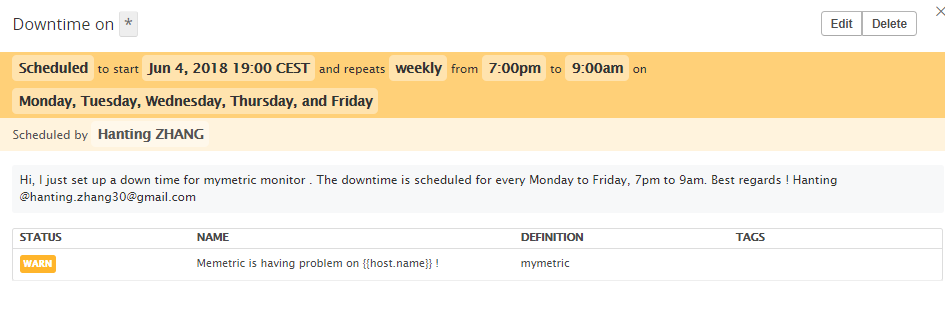 Downtime on *
Edit Delete
Scheduled to start Jun 4, 2018 19:00 CEST and repeats weekly from 7:00pm to 9:00am on
Monday, Tuesday, Wednesday, Thursday, and Friday
Scheduled by Hanting ZHANG
Hi, I just set up a down time for mymetric monitor . The downtime is scheduled for every Monday to Friday, 7pm to 9am. Best regards ! Hanting
@hanting.zhang30@gmail.com
STATUS NAME DEFINITION TAGS
WARN Memetric is having problem on {{host.name}} ! mymetric